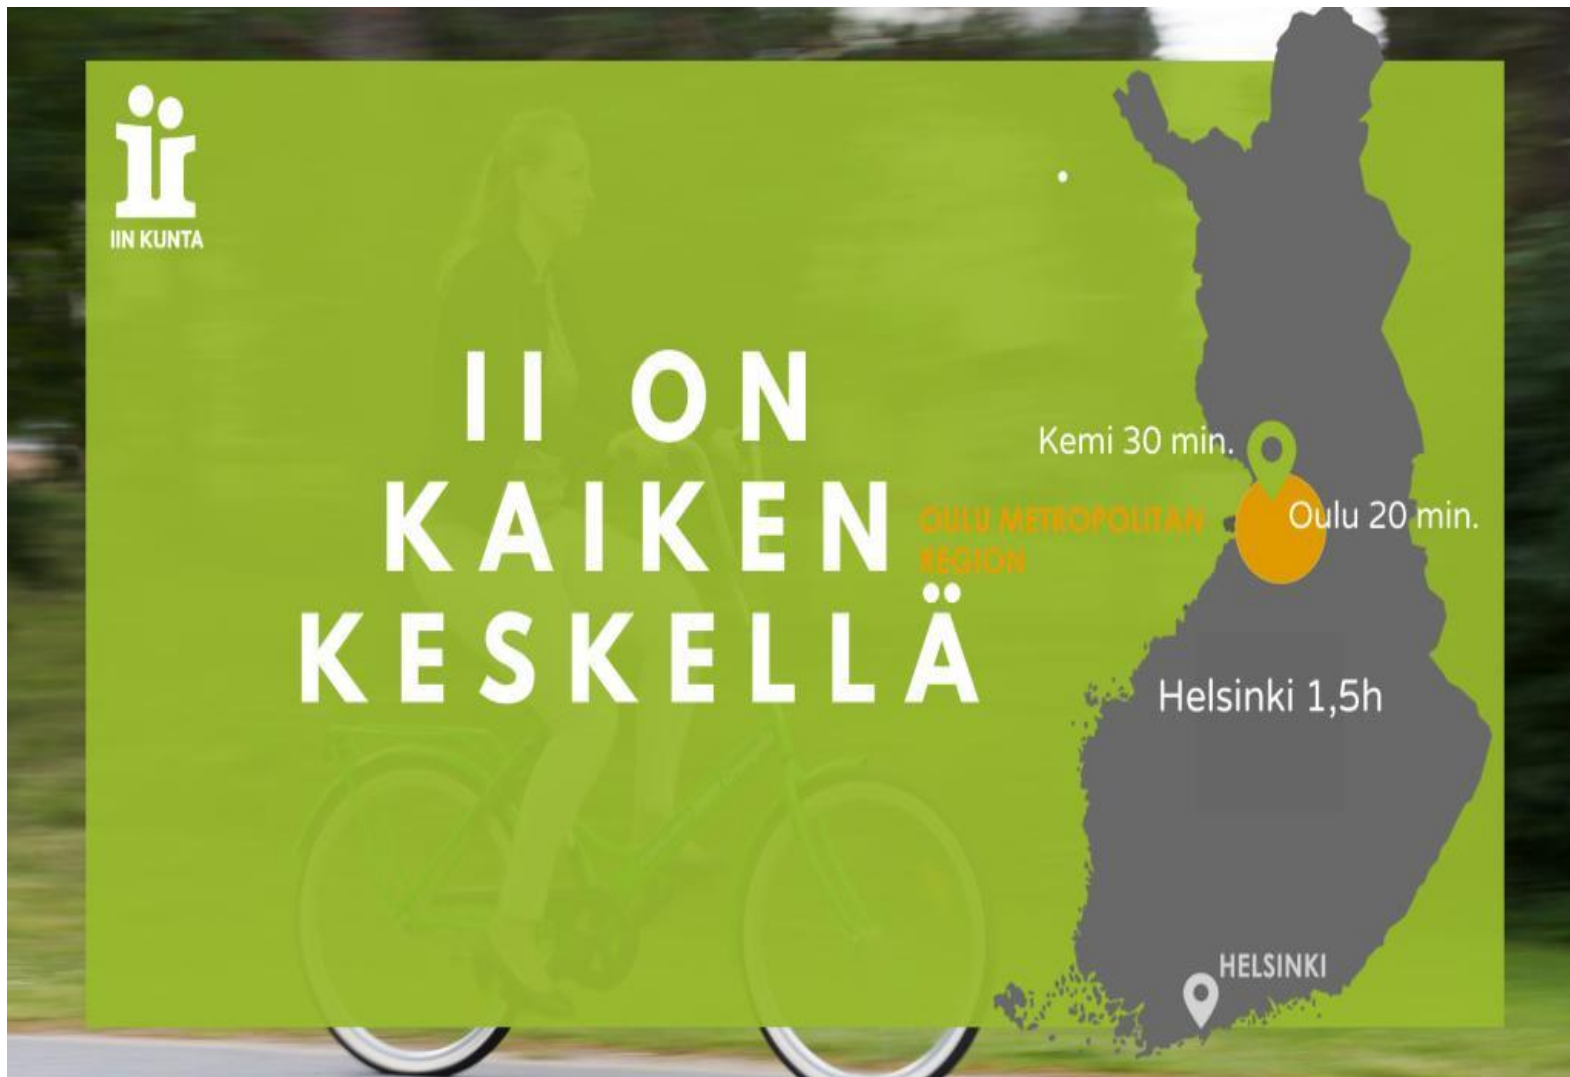 ii
IIN KUNTA
II ON
KAIKEN
KESKELLÄ
Kemi 30 min.
OULU METROPOLITAN
REGION
Oulu 20 min.
Helsinki 1,5h
HELSINKI